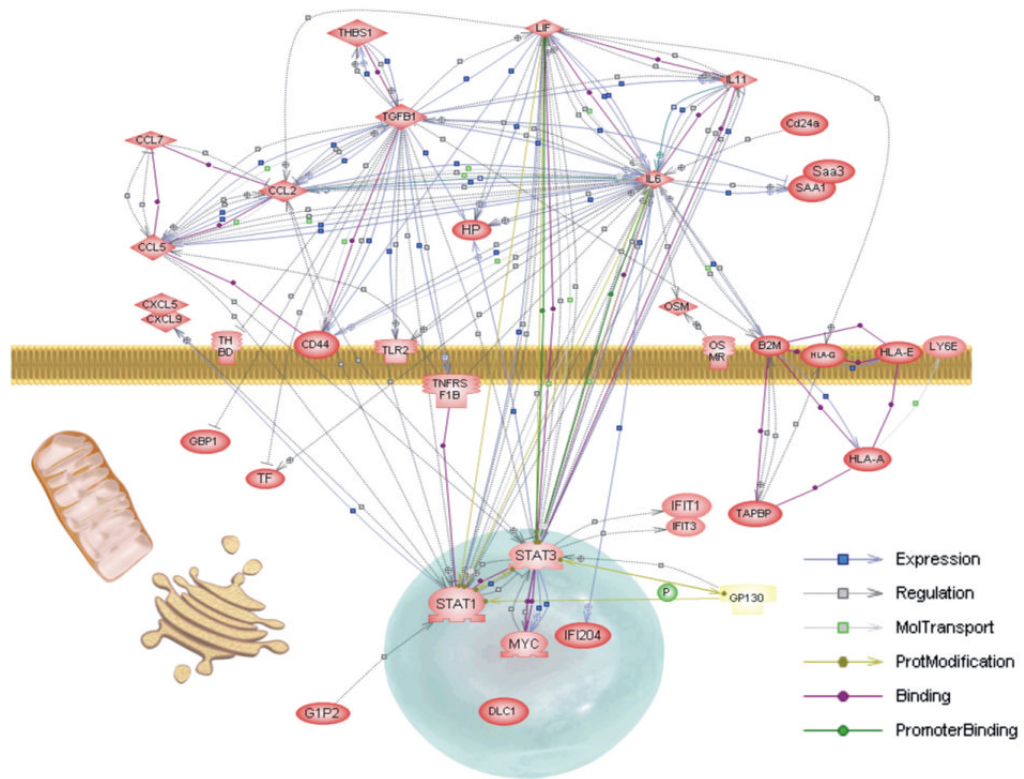 THBS1
LIF
IL11
TGFB1
Cd24a
CCL7
Saa3
SAA1
IL6
CCL2
HP
CCL5
CXCL5
CXCL9
OSM
TH
BD
CD44
TLR2
OS
MR
B2M
HLA-G
HLA-E
LY6E
TNFRS
F1B
GBP1
TF
HLA-A
TAPBP
IFIT1
IFIT3
STAT3
P
GP130
STAT1
MYC
IFI204
G1P2
DLC1
Expression
Regulation
MolTransport
ProtModification
Binding
PromoterBinding